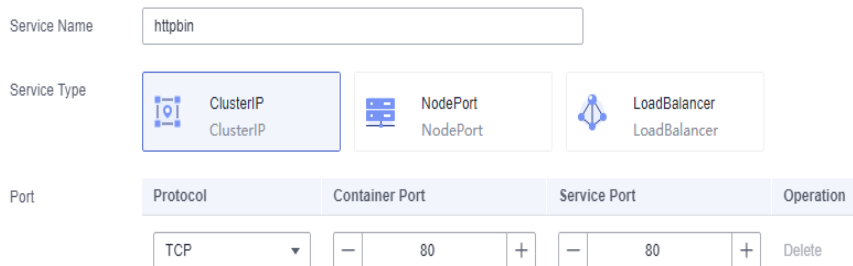 Service Name httpbin
Service Type ClusterIP NodePort LoadBalancer
ClusterIP NodePort LoadBalancer
Port Protocol Container Port Service Port Operation
TCP 80 80 Delete